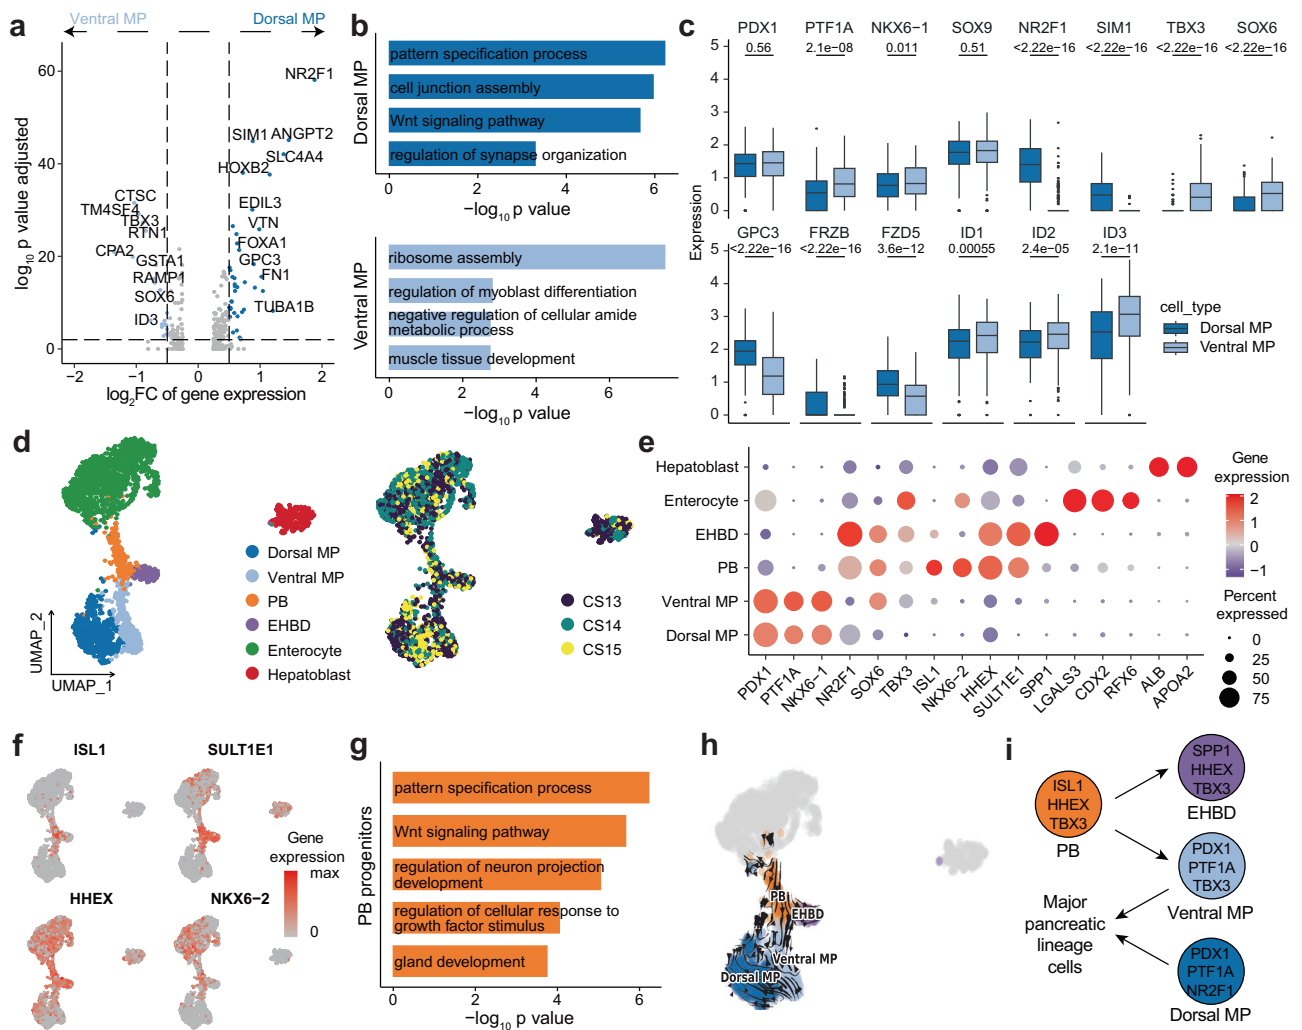 a
Ventral MP
Dorsal MP
log10 p value adjusted
60
40
20
0
NR2F1
SIM1
ANGPT2
SLC4A4
HOXB2
EDIL3
VTN
FOXA1
GPC3
FN1
TUBA1B
CTSC
TM4SF4
TBX3
RTN1
CPA2
GSTA1
RAMP1
SOX6
ID3
−2
−1
0
1
2
log2FC of gene expression
b
Dorsal MP
pattern specification process
cell junction assembly
Wnt signaling pathway
regulation of synapse organization
0
2
4
6
−log10 p value
Ventral MP
ribosome assembly
regulation of myoblast differentiation
negative regulation of cellular amide
metabolic process
muscle tissue development
0
2
4
6
−log10 p value
c
Expression
PDX1
PTF1A
NKX6−1
SOX9
NR2F1
SIM1
TBX3
SOX6
0.56
2.1e−08
0.011
0.51
<2.22e−16
<2.22e−16
<2.22e−16
<2.22e−16
5
4
3
2
1
0
GPC3
FRZB
FZD5
ID1
ID2
ID3
<2.22e−16
<2.22e−16
3.6e−12
0.00055
2.4e−05
2.1e−11
5
4
3
2
1
0
cell_type
Dorsal MP
Ventral MP
d
UMAP_2
UMAP_1
Dorsal MP
Ventral MP
PB
EHBD
Enterocyte
Hepatoblast
CS13
CS14
CS15
e
Hepatoblast
Enterocyte
EHBD
PB
Ventral MP
Dorsal MP
PDX1
PTF1A
NKX6−1
NR2F1
SOX6
TBX3
ISL1
NKX6−2
HHEX
SULT1E1
SPP1
LGALS3
CDX2
RFX6
ALB
APOA2
Gene
expression
2
1
0
−1
Percent
expressed
0
25
50
75
f
ISL1
SULT1E1
HHEX
NKX6−2
Gene
expression
max
0
g
PB progenitors
pattern specification process
Wnt signaling pathway
regulation of neuron projection
development
regulation of cellular response to
growth factor stimulus
gland development
0
2
4
6
−log10 p value
h
PB
EHBD
Ventral MP
Dorsal MP
i
ISL1
HHEX
TBX3
PB
SPP1
HHEX
TBX3
EHBD
PDX1
PTF1A
TBX3
Ventral MP
Major
pancreatic
lineage
cells
PDX1
PTF1A
NR2F1
Dorsal MP